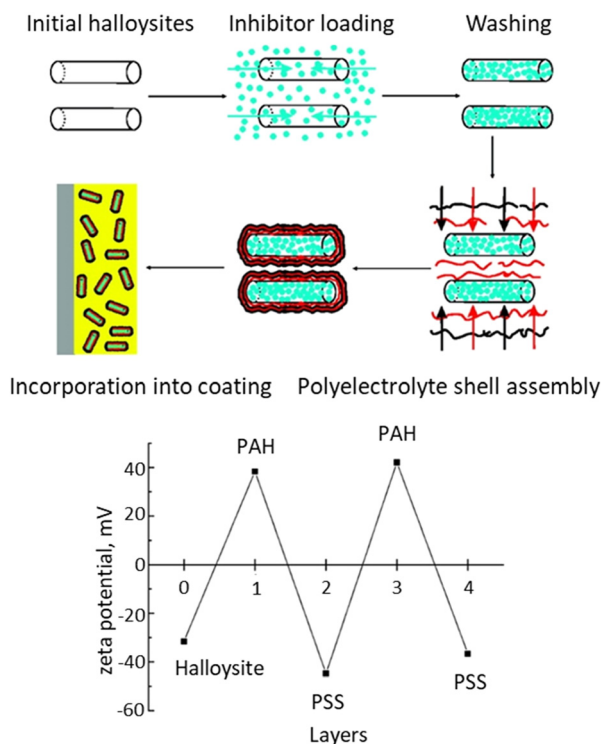 Initial halloysites
Inhibitor loading
Washing
Incorporation into coating
Polyelectrolyte shell assembly
zeta potential, mV
40
20
0
-20
-40
-60
0
1
2
3
4
Halloysite
PAH
PSS
PAH
PSS
Layers